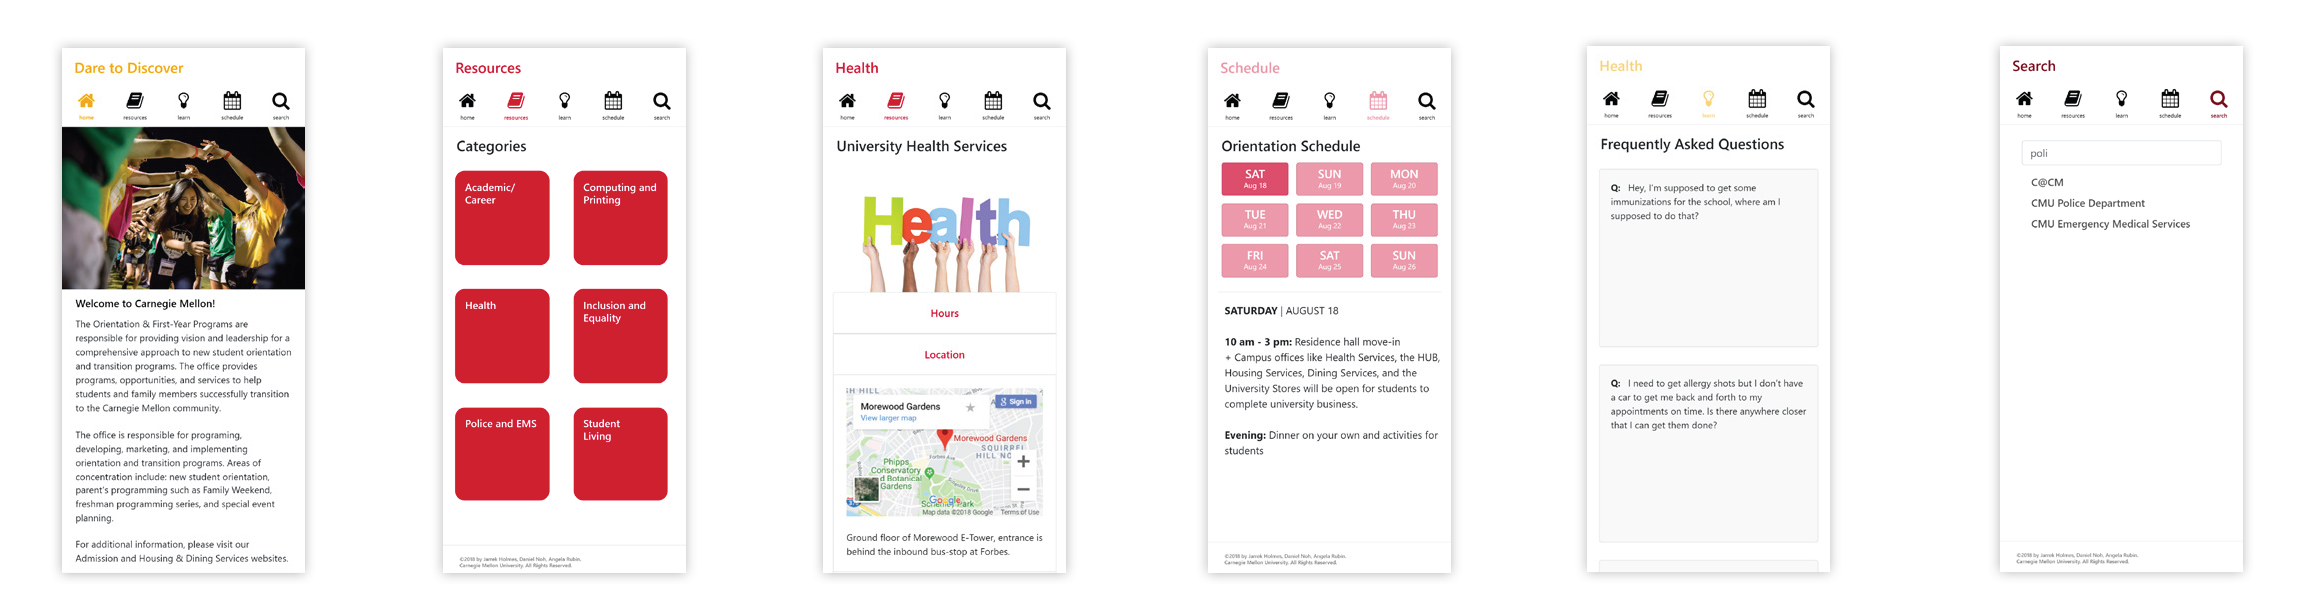 Dare to Discover
home resources learn schedule search
Welcome to Carnegie Mellon!
The Orientation & First-Year Programs are
responsible for providing vision and leadership for a
comprehensive approach to new student orientation
and transition programs. The office provides
programs, opportunities, and services to help
students and family members successfully transition
to the Carnegie Mellon community.
The office is responsible for programing,
developing, marketing, and implementing
orientation and transition programs. Areas of
concentration include: new student orientation,
parent's programming such as Family Weekend,
freshman programming series, and special event
planning.
For additional information, please visit our
Admission and Housing & Dining Services websites.
Resources
home resources learn schedule search
Categories
Academic/
Career
Computing and
Printing
Health
Inclusion and
Equality
Police and EMS
Student
Living
©2018 by Jarrek Holmes, Daniel Noh, Angela Rubin.
Carnegie Mellon University. All Rights Reserved.
Health
home resources learn schedule search
University Health Services
Health
Hours
Location
H HILL
Morewood Gardens
View larger map
Sign in
Morewood Gardens
SQUIRREL
HILL NO
Forbes Ave
Phipps
Conservatory
d Botanical
Gardens
Schenley Drive
Google
Schenley Park
Map data ©2018 Google Terms of Use
Ground floor of Morewood E-Tower, entrance is
behind the inbound bus-stop at Forbes.
Schedule
home resources learn schedule search
Orientation Schedule
SAT
Aug 18
SUN
Aug 19
MON
Aug 20
TUE
Aug 21
WED
Aug 22
THU
Aug 23
FRI
Aug 24
SAT
Aug 25
SUN
Aug 26
SATURDAY | AUGUST 18
10 am - 3 pm: Residence hall move-in
+ Campus offices like Health Services, the HUB,
Housing Services, Dining Services, and the
University Stores will be open for students to
complete university business.
Evening: Dinner on your own and activities for
students
©2018 by Jarrek Holmes, Daniel Noh, Angela Rubin.
Carnegie Mellon University. All Rights Reserved.
Health
home resources learn schedule search
Frequently Asked Questions
Q: Hey, I'm supposed to get some
immunizations for the school, where am I
supposed to do that?
Q: I need to get allergy shots but I don't have
a car to get me back and forth to my
appointments on time. Is there anywhere closer
that I can get them done?
Search
home resources learn schedule search
poli
C@CM
CMU Police Department
CMU Emergency Medical Services
©2018 by Jarrek Holmes, Daniel Noh, Angela Rubin.
Carnegie Mellon University. All Rights Reserved.